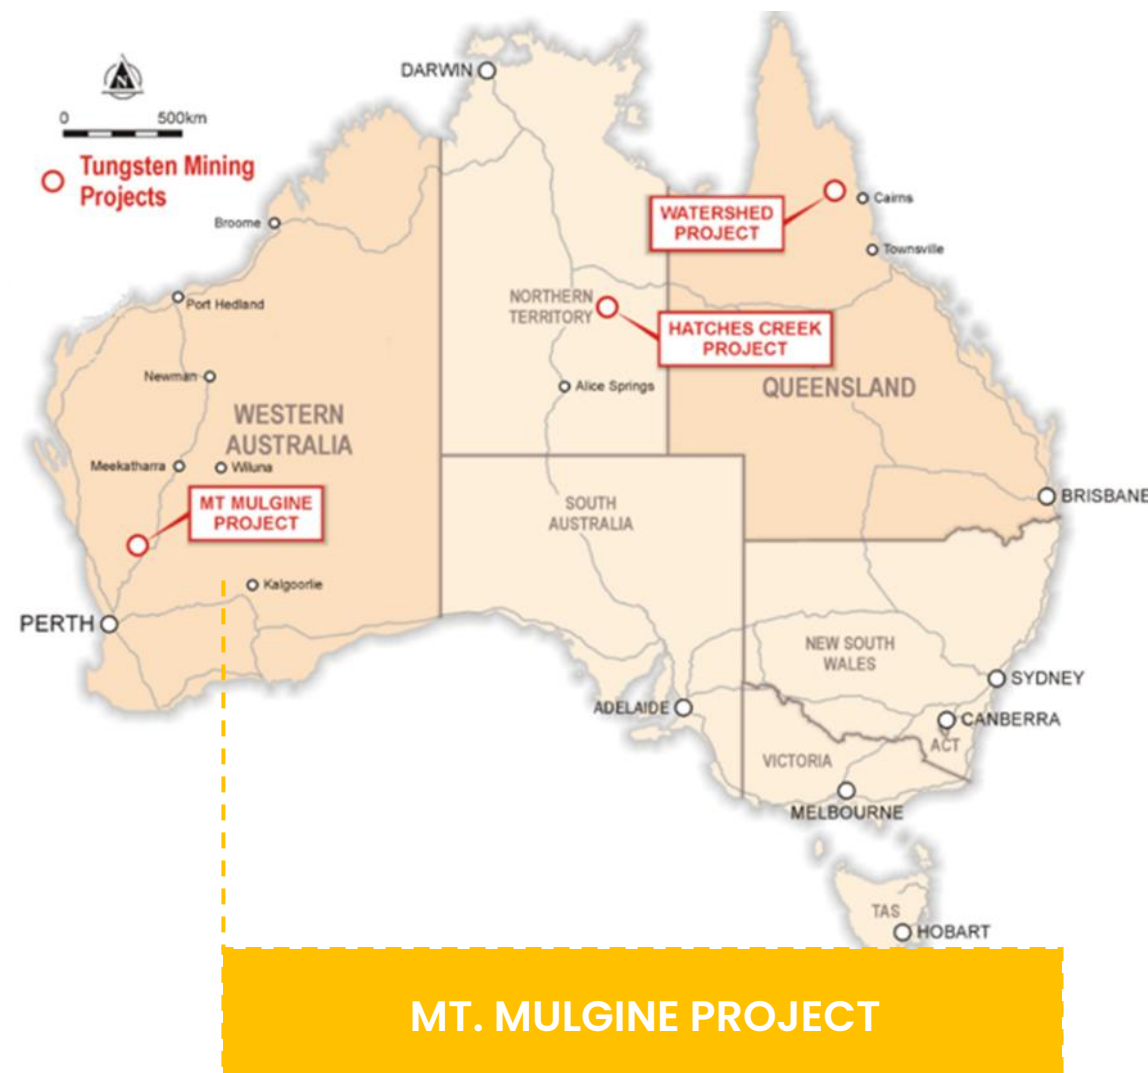 DARWIN
N
0 500km
Tungsten Mining
Projects
WATERSHED
PROJECT
Cairns
Broome
Townsville
Port Hedland
NORTHERN
TERRITORY
HATCHES CREEK
PROJECT
Newman
Alice Springs
QUEENSLAND
WESTERN
AUSTRALIA
Meekatharra
Wiluna
MT MULGINE
PROJECT
SOUTH
AUSTRALIA
BRISBANE
Kalgoorlie
PERTH
NEW SOUTH
WALES
SYDNEY
ADELAIDE
CANBERRA
ACT
VICTORIA
MELBOURNE
TAS
HOBART
MT. MULGINE PROJECT